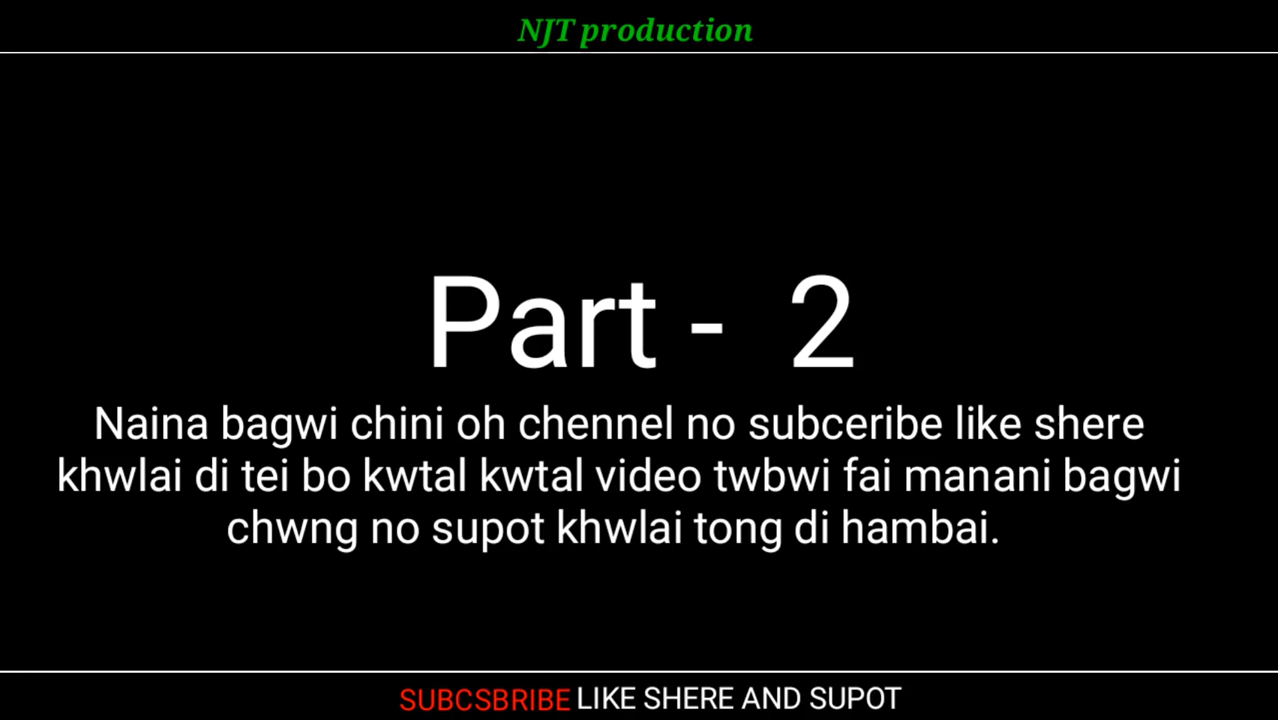 NJT production
Part - 2
Naina bagwi chini oh chennel no subceribe like shere
khwlai di tei bo kwtal kwtal video twbwi fai manani bagwi
chwng no supot khwlai tong di hambai.
SUBCSBRIBE LIKE SHERE AND SUPOT